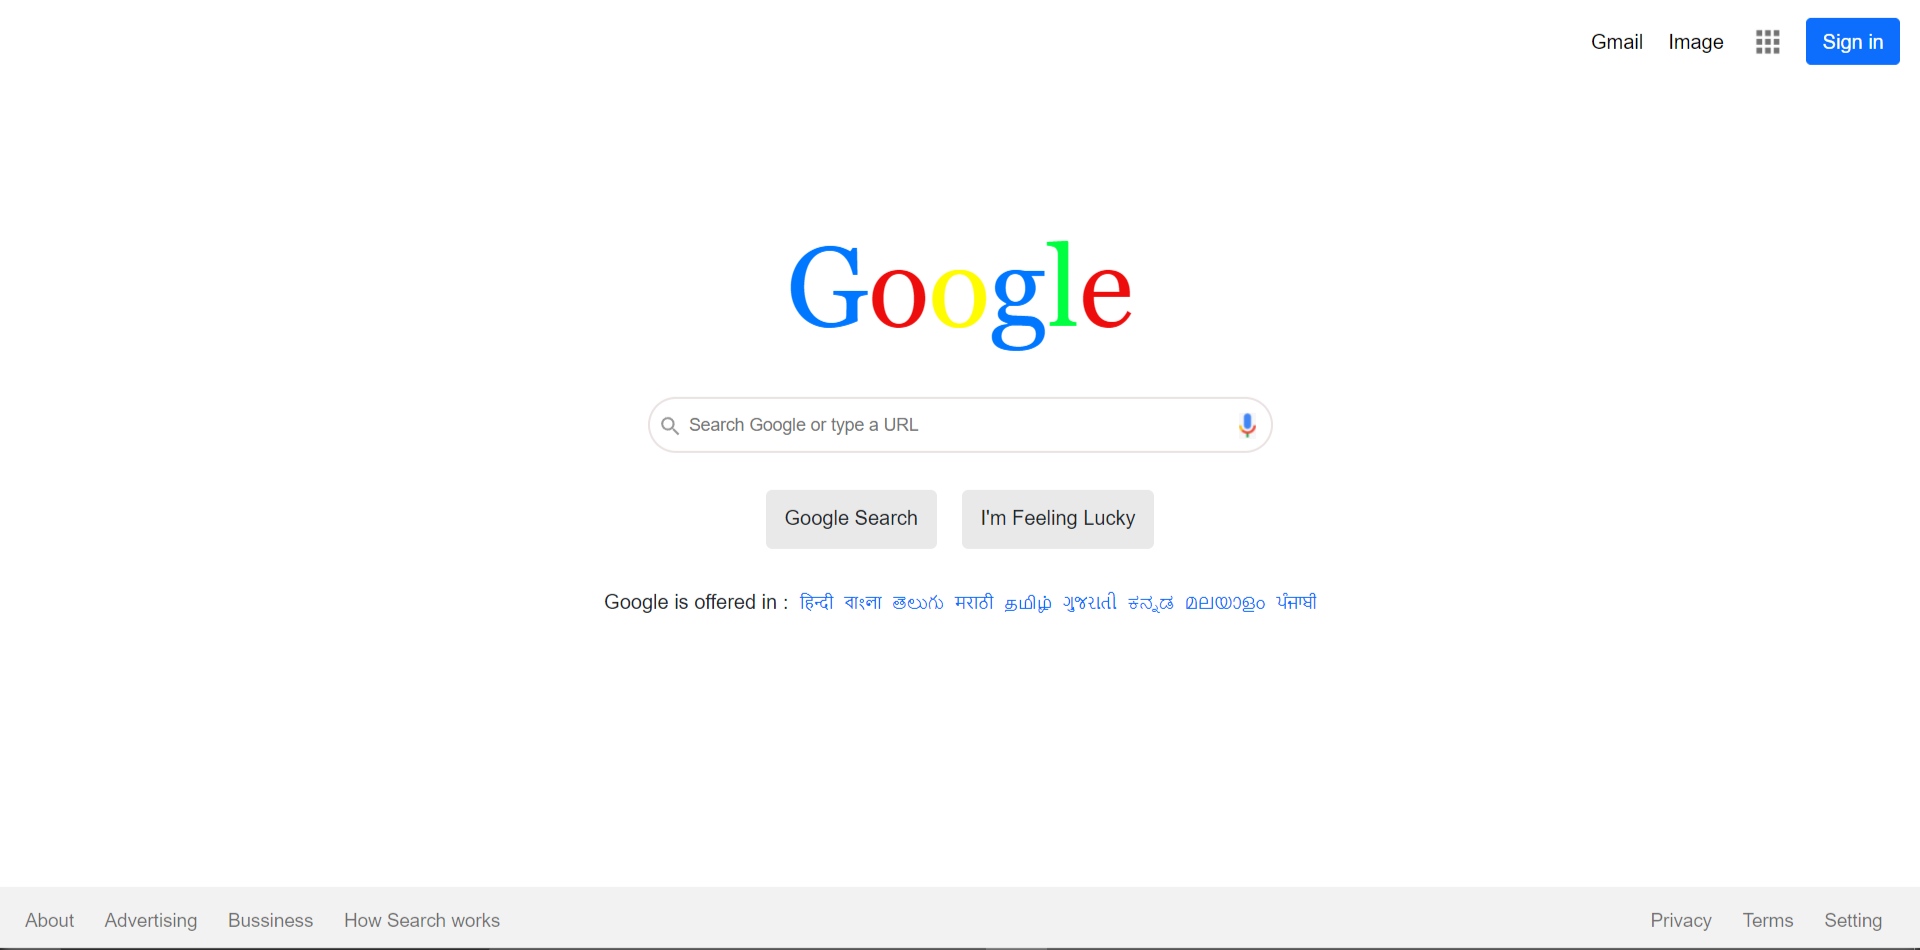 Gmail Image Sign in
Google
Search Google or type a URL
Google Search I'm Feeling Lucky
Google is offered in : हिन्दी বাংলা తెలుగు मराठी தமிழ் ગુજરાતી ಕನ್ನಡ മലയാളം ਪੰਜਾਬੀ
About Advertising Bussiness How Search works Privacy Terms Setting